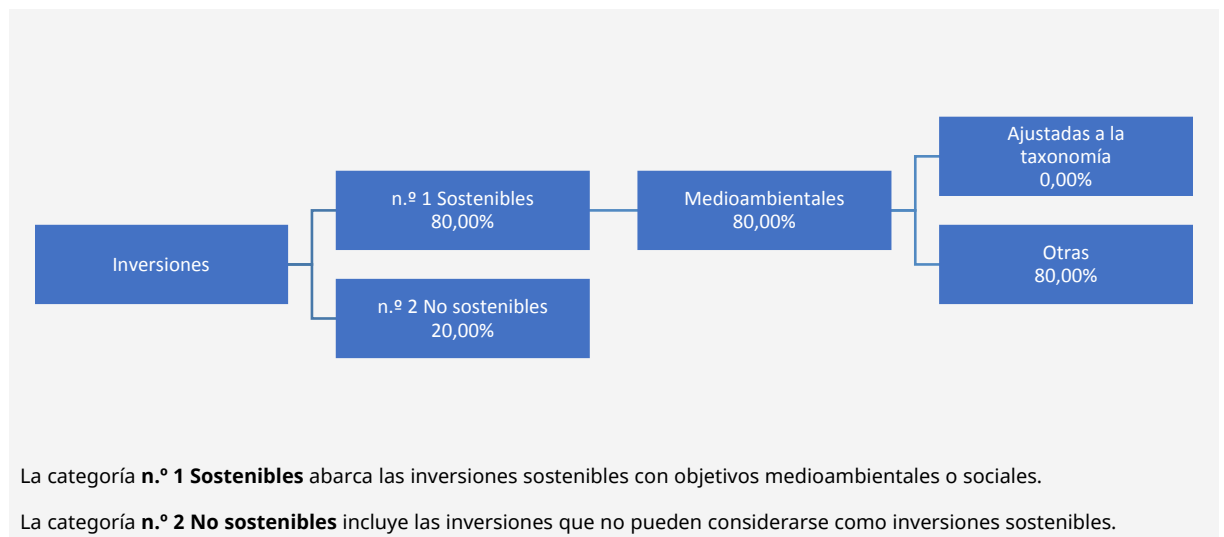 Inversiones
n.º 1 Sostenibles
80,00%
n.º 2 No sostenibles
20,00%
Medioambientales
80,00%
Ajustadas a la
taxonomía
0,00%
Otras
80,00%
La categoría n.º 1 Sostenibles abarca las inversiones sostenibles con objetivos medioambientales o sociales.
La categoría n.º 2 No sostenibles incluye las inversiones que no pueden considerarse como inversiones sostenibles.